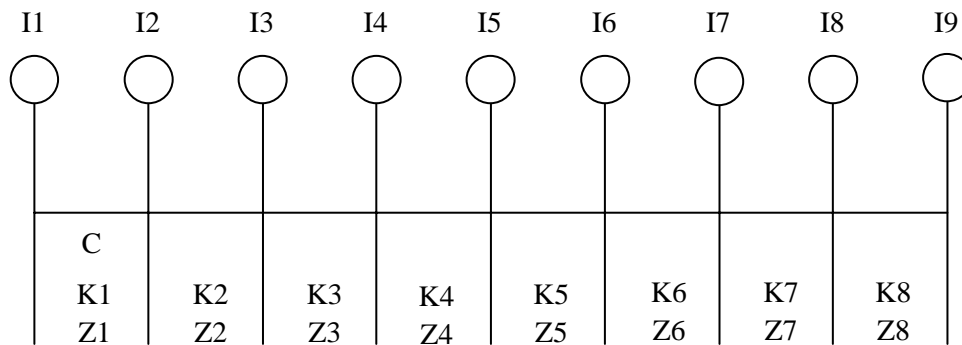 I1 I2 I3 I4 I5 I6 I7 I8 I9
C
K1 K2 K3 K4 K5 K6 K7 K8
Z1 Z2 Z3 Z4 Z5 Z6 Z7 Z8